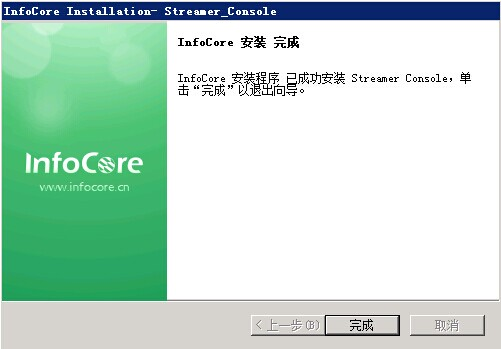 InfoCore Installation- Streamer_Console
InfoCore 安装 完成
InfoCore 安装程序 已成功安装 Streamer Console，单
击“完成”以退出向导。
InfoCore
www.infocore.cn
< 上一步(B)
完成
取消